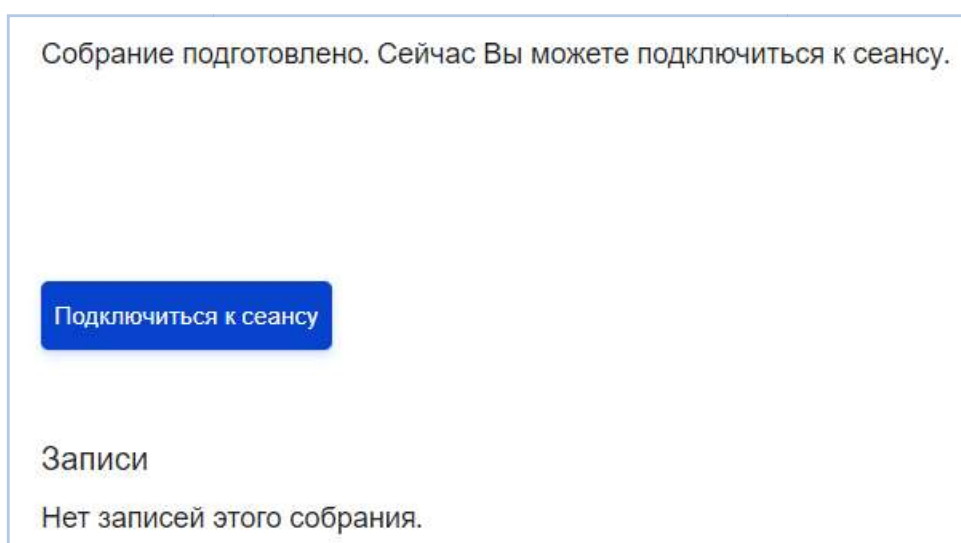 Собрание подготовлено. Сейчас Вы можете подключиться к сеансу.
Подключиться к сеансу
Записи
Нет записей этого собрания.